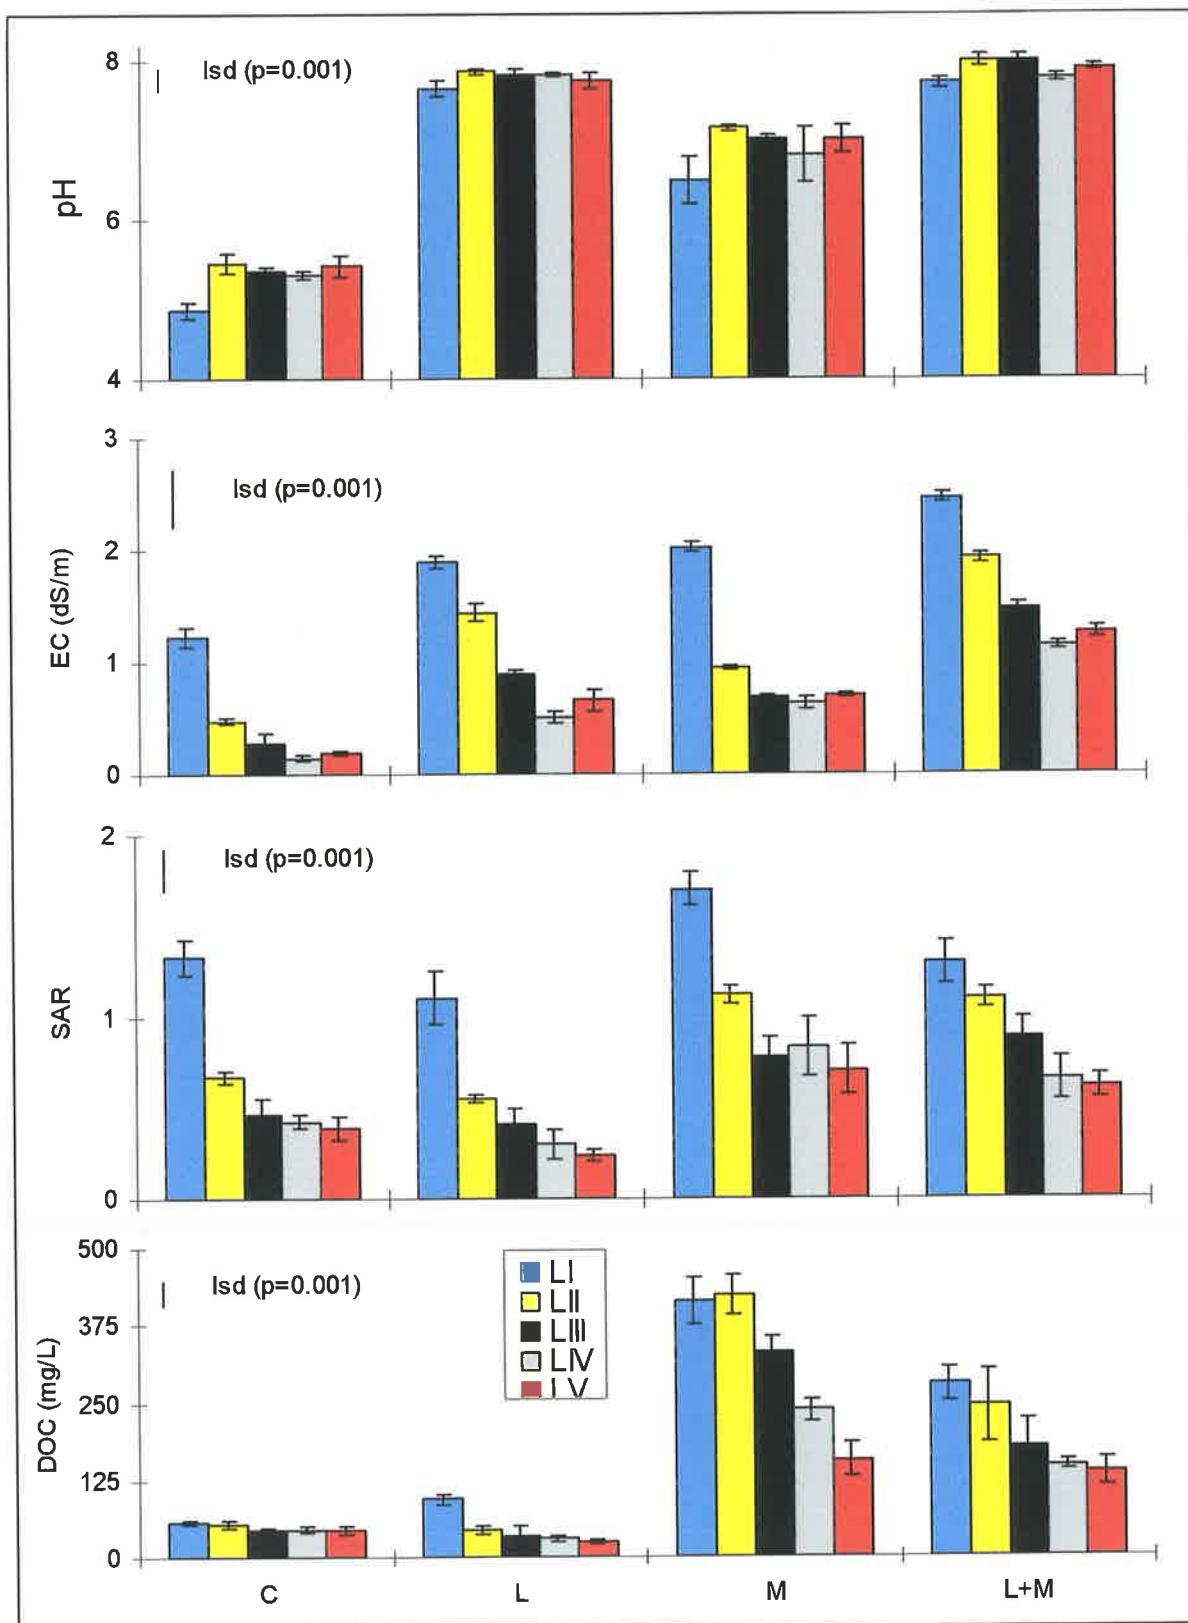 8
lsd (p=0.001)
pH
6
4
3
lsd (p=0.001)
2
EC (dS/m)
1
0
2
lsd (p=0.001)
SAR
1
0
500
lsd (p=0.001)
375
DOC (mg/L)
250
125
0
LI
LII
LIII
LIV
LV
C L M L+M